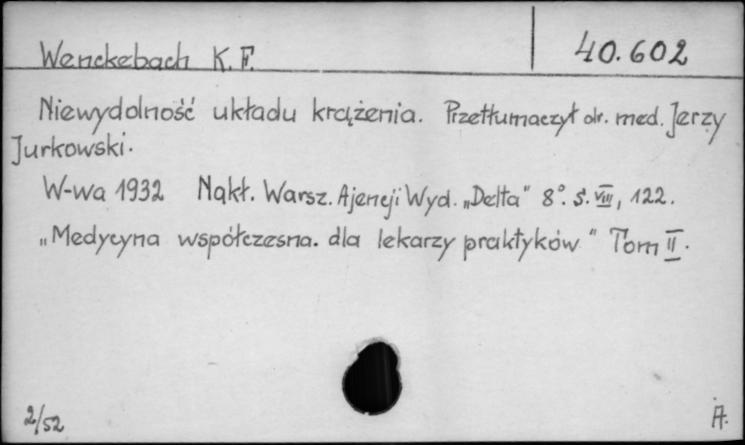 Wenckebach K. F. 40.602
Niewydolność układu krążenia. Przetłumaczył dr. med. Jerzy
Jurkowski.
W-wa 1932 Nakł. Warsz. Ajencji Wyd. „Delta" 8°. S. VIII, 122.
„Medycyna współczesna. dla lekarzy praktyków." Tom II.
2/52 A.